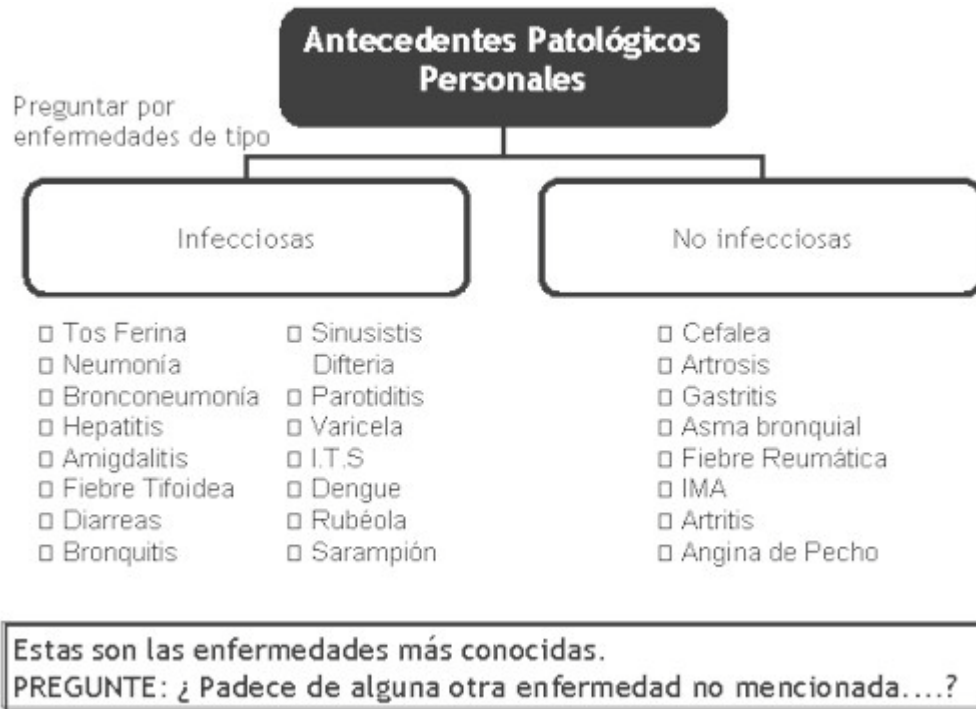 Antecedentes Patológicos
Personales
Preguntar por
enfermedades de tipo
Infecciosas
No infecciosas
□ Tos Ferina
□ Neumonía
□ Bronconeumonía
□ Hepatitis
□ Amigdalitis
□ Fiebre Tifoidea
□ Diarreas
□ Bronquitis
□ Sinusistis
Difteria
□ Parotiditis
□ Varicela
□ I.T.S
□ Dengue
□ Rubéola
□ Sarampión
□ Cefalea
□ Artrosis
□ Gastritis
□ Asma bronquial
□ Fiebre Reumática
□ IMA
□ Artritis
□ Angina de Pecho
Estas son las enfermedades más conocidas.
PREGUNTE: ¿ Padece de alguna otra enfermedad no mencionada....?